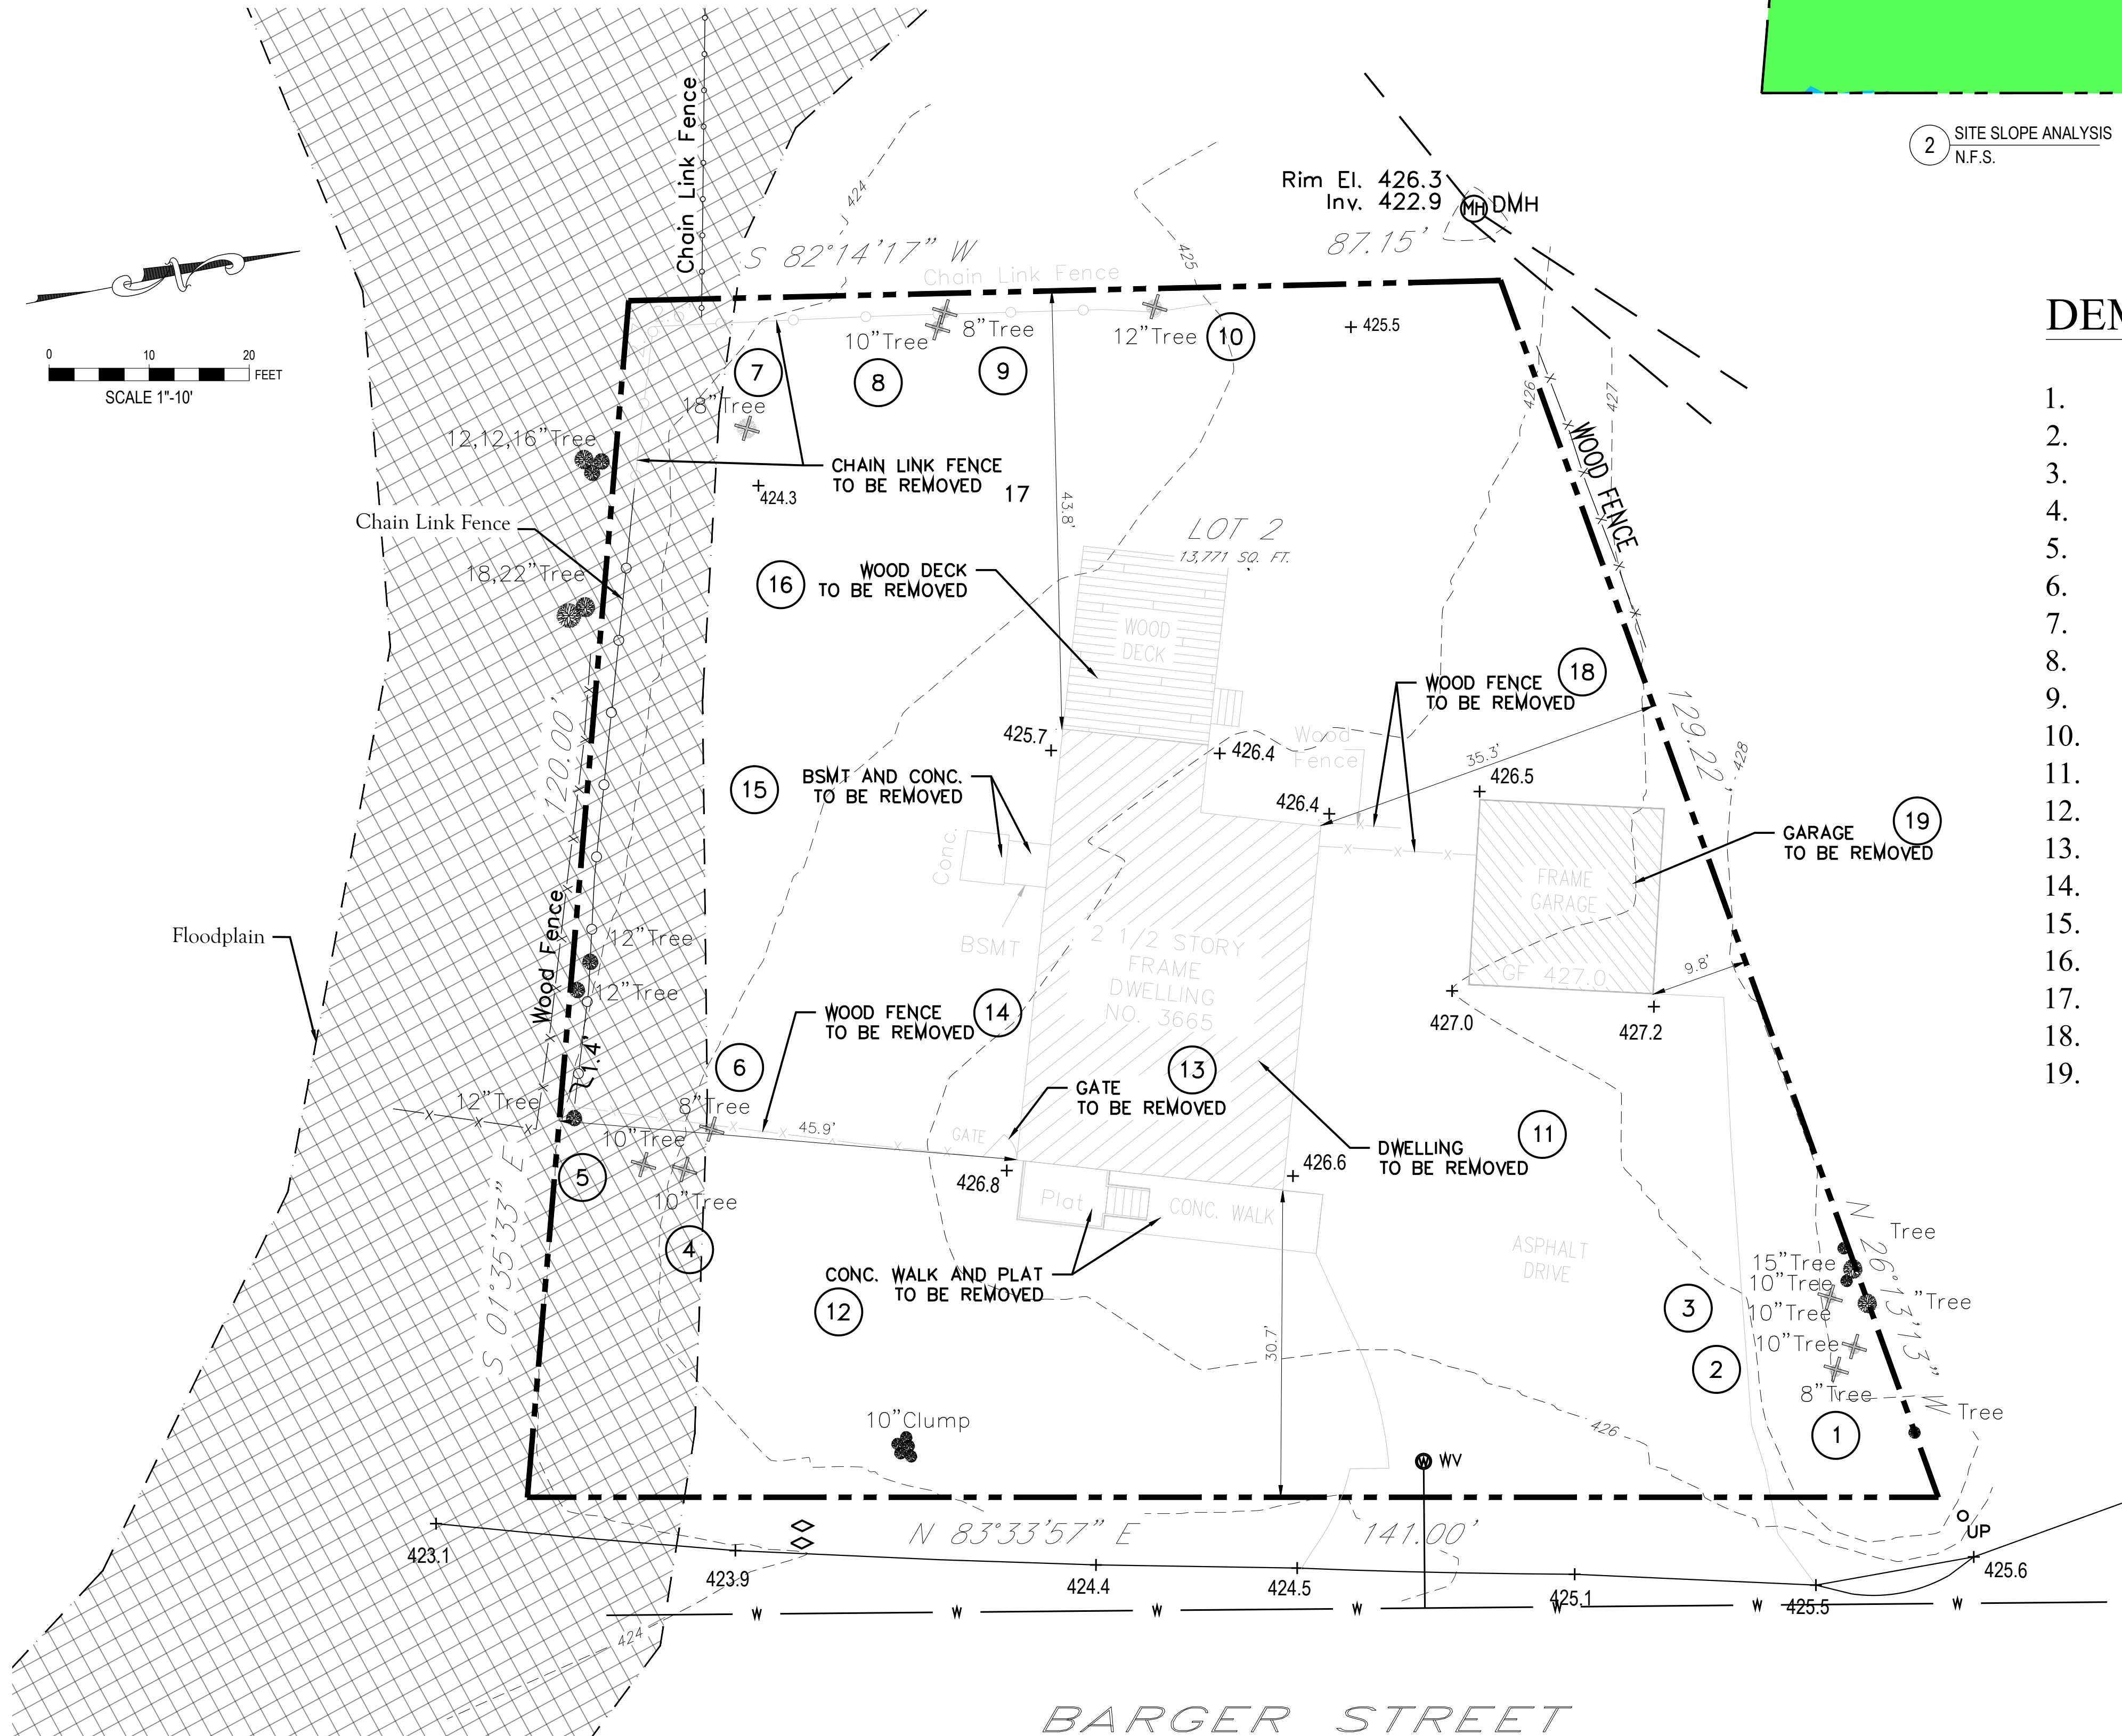 2
SITE SLOPE ANALYSIS
N.F.S.
Chain Link Fence
424
Rim El. 426.3
Inv. 422.9
MH
DMH
S 82°14'17" W
87.15'
425
Chain Link Fence
0 10 20
FEET
SCALE 1"-10'
10"Tree
8"Tree
12"Tree
10
425.5
7
8
9
18"Tree
426
427
12,12,16"Tree
WOOD FENCE
CHAIN LINK FENCE
TO BE REMOVED
17
424.3
43.8'
Chain Link Fence
LOT 2
13,771 SQ. FT.
18,22"Tree
16
WOOD DECK
TO BE REMOVED
WOOD
DECK
18
WOOD FENCE
TO BE REMOVED
120.00'
129.22'
425.7
426.4
Wood
Fence
35.3'
428
15
BSMT AND CONC.
TO BE REMOVED
426.5
426.4
19
GARAGE
TO BE REMOVED
Conc.
FRAME
GARAGE
Wood Fence
Floodplain
12"Tree
BSMT
2 1/2 STORY
FRAME
DWELLING
NO. 3665
GF 427.0
9.8'
12"Tree
WOOD FENCE
TO BE REMOVED
14
427.0
427.2
1.4'
6
13
GATE
TO BE REMOVED
12"Tree
8"Tree
45.9'
GATE
10"Tree
5
DWELLING
TO BE REMOVED
11
426.8
426.6
10"Tree
4
Plat.
CONC. WALK
S 01°35'33" E
ASPHALT
DRIVE
N 26°13'13" W
Tree
15"Tree
10"Tree
"Tree
10"Tree
CONC. WALK AND PLAT
TO BE REMOVED
12
3
10"Tree
2
30.7'
8"Tree
1
Tree
10"Clump
426
W
WV
N 83°33'57" E
141.00'
UP
423.1
423.9
424.4
424.5
425.1
425.5
425.6
W W W W W W W
424
BARGER STREET
DEM
1.
2.
3.
4.
5.
6.
7.
8.
9.
10.
11.
12.
13.
14.
15.
16.
17.
18.
19.